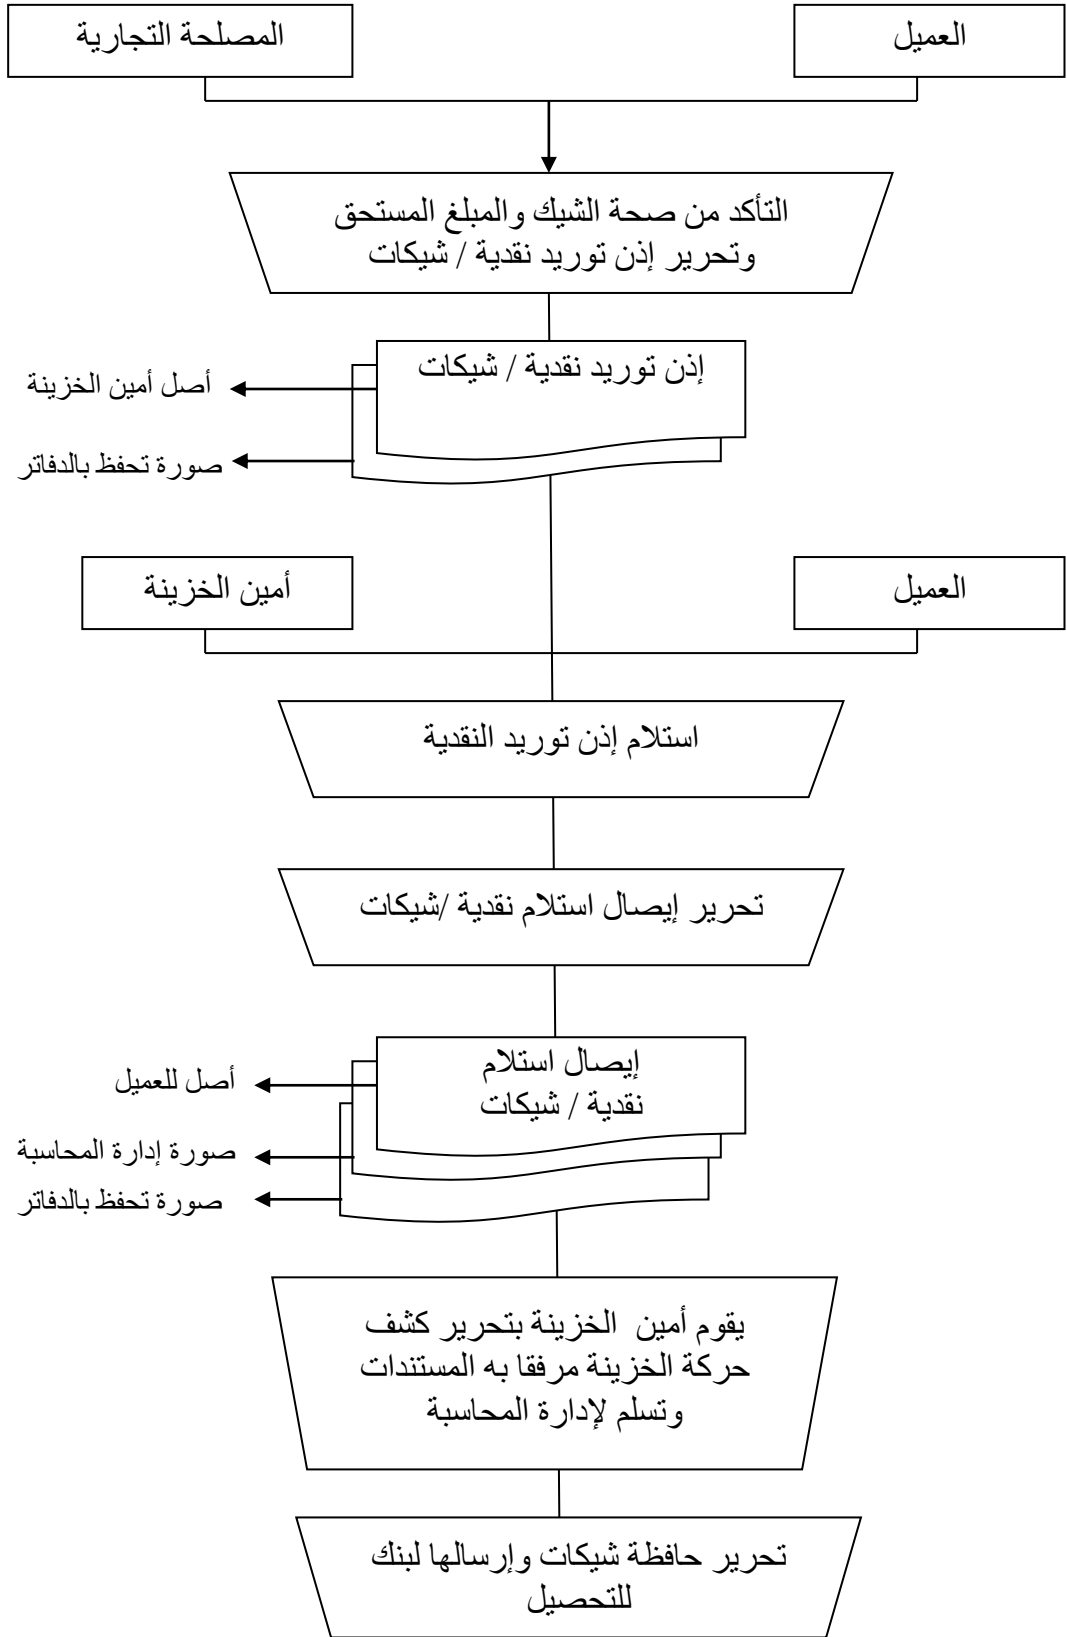 العميل
المصلحة التجارية
التأكد من صحة الشيك والمبلغ المستحق
وتحرير إذن توريد نقدية / شيكات
إذن توريد نقدية / شيكات
أصل أمين الخزينة
صورة تحفظ بالدفاتر
العميل
أمين الخزينة
استلام إذن توريد النقدية
تحرير إيصال استلام نقدية /شيكات
إيصال استلام
نقدية / شيكات
أصل للعميل
صورة إدارة المحاسبة
صورة تحفظ بالدفاتر
يقوم أمين الخزينة بتحرير كشف
حركة الخزينة مرفقا به المستندات
وتسلم لإدارة المحاسبة
تحرير حافظة شيكات وإرسالها لبنك
للتحصيل